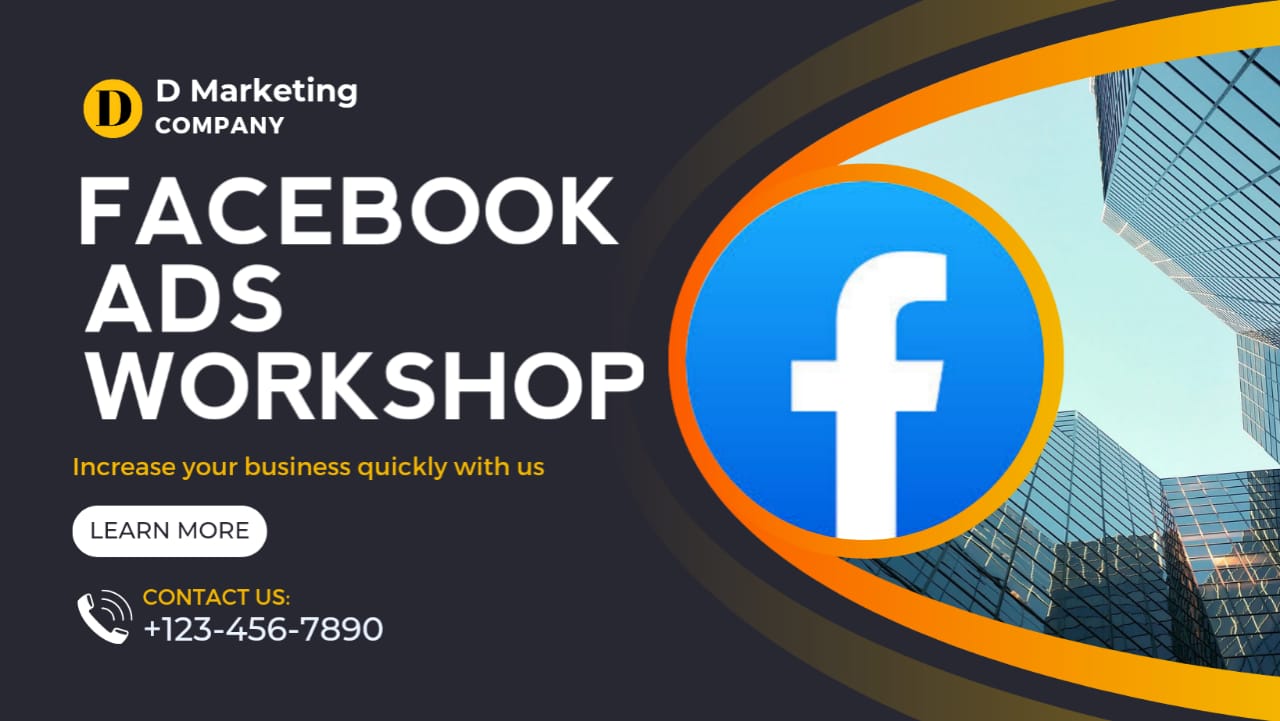 D
D Marketing
COMPANY
FACEBOOK
ADS
WORKSHOP
Increase your business quickly with us
LEARN MORE
CONTACT US:
+123-456-7890
f